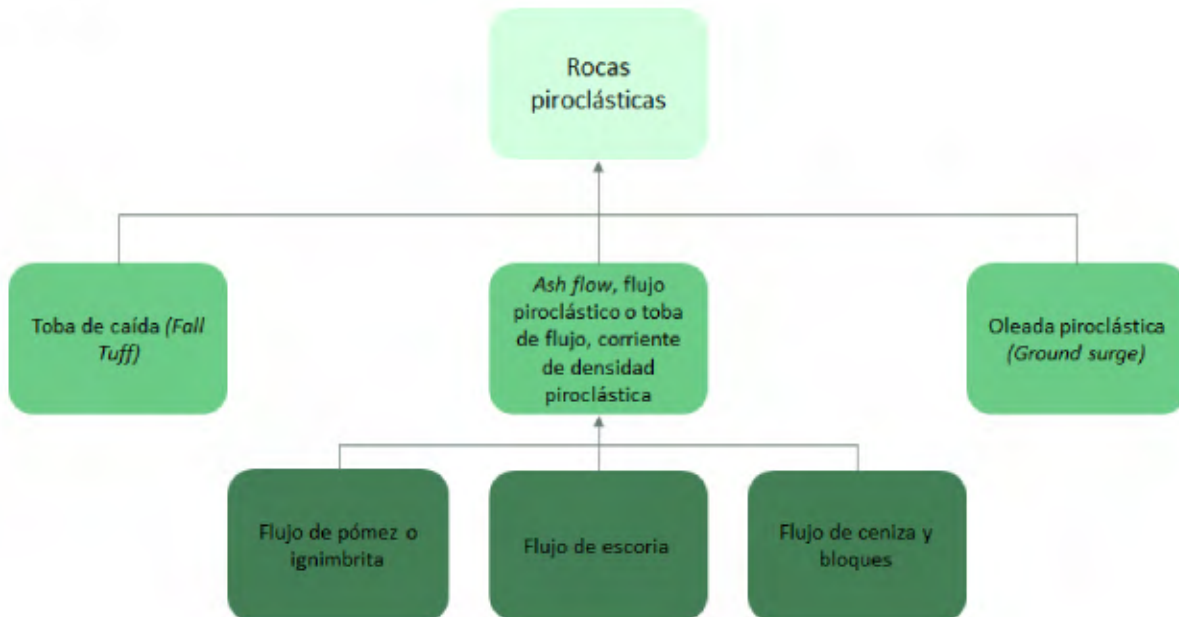 Rocas
piroclásticas
Toba de caída (Fall
Tuff)
Ash flow, flujo
piroclástico o toba
de flujo, corriente
de densidad
piroclástica
Oleada piroclástica
(Ground surge)
Flujo de pómez o
ignimbrita
Flujo de escoria
Flujo de ceniza y
bloques